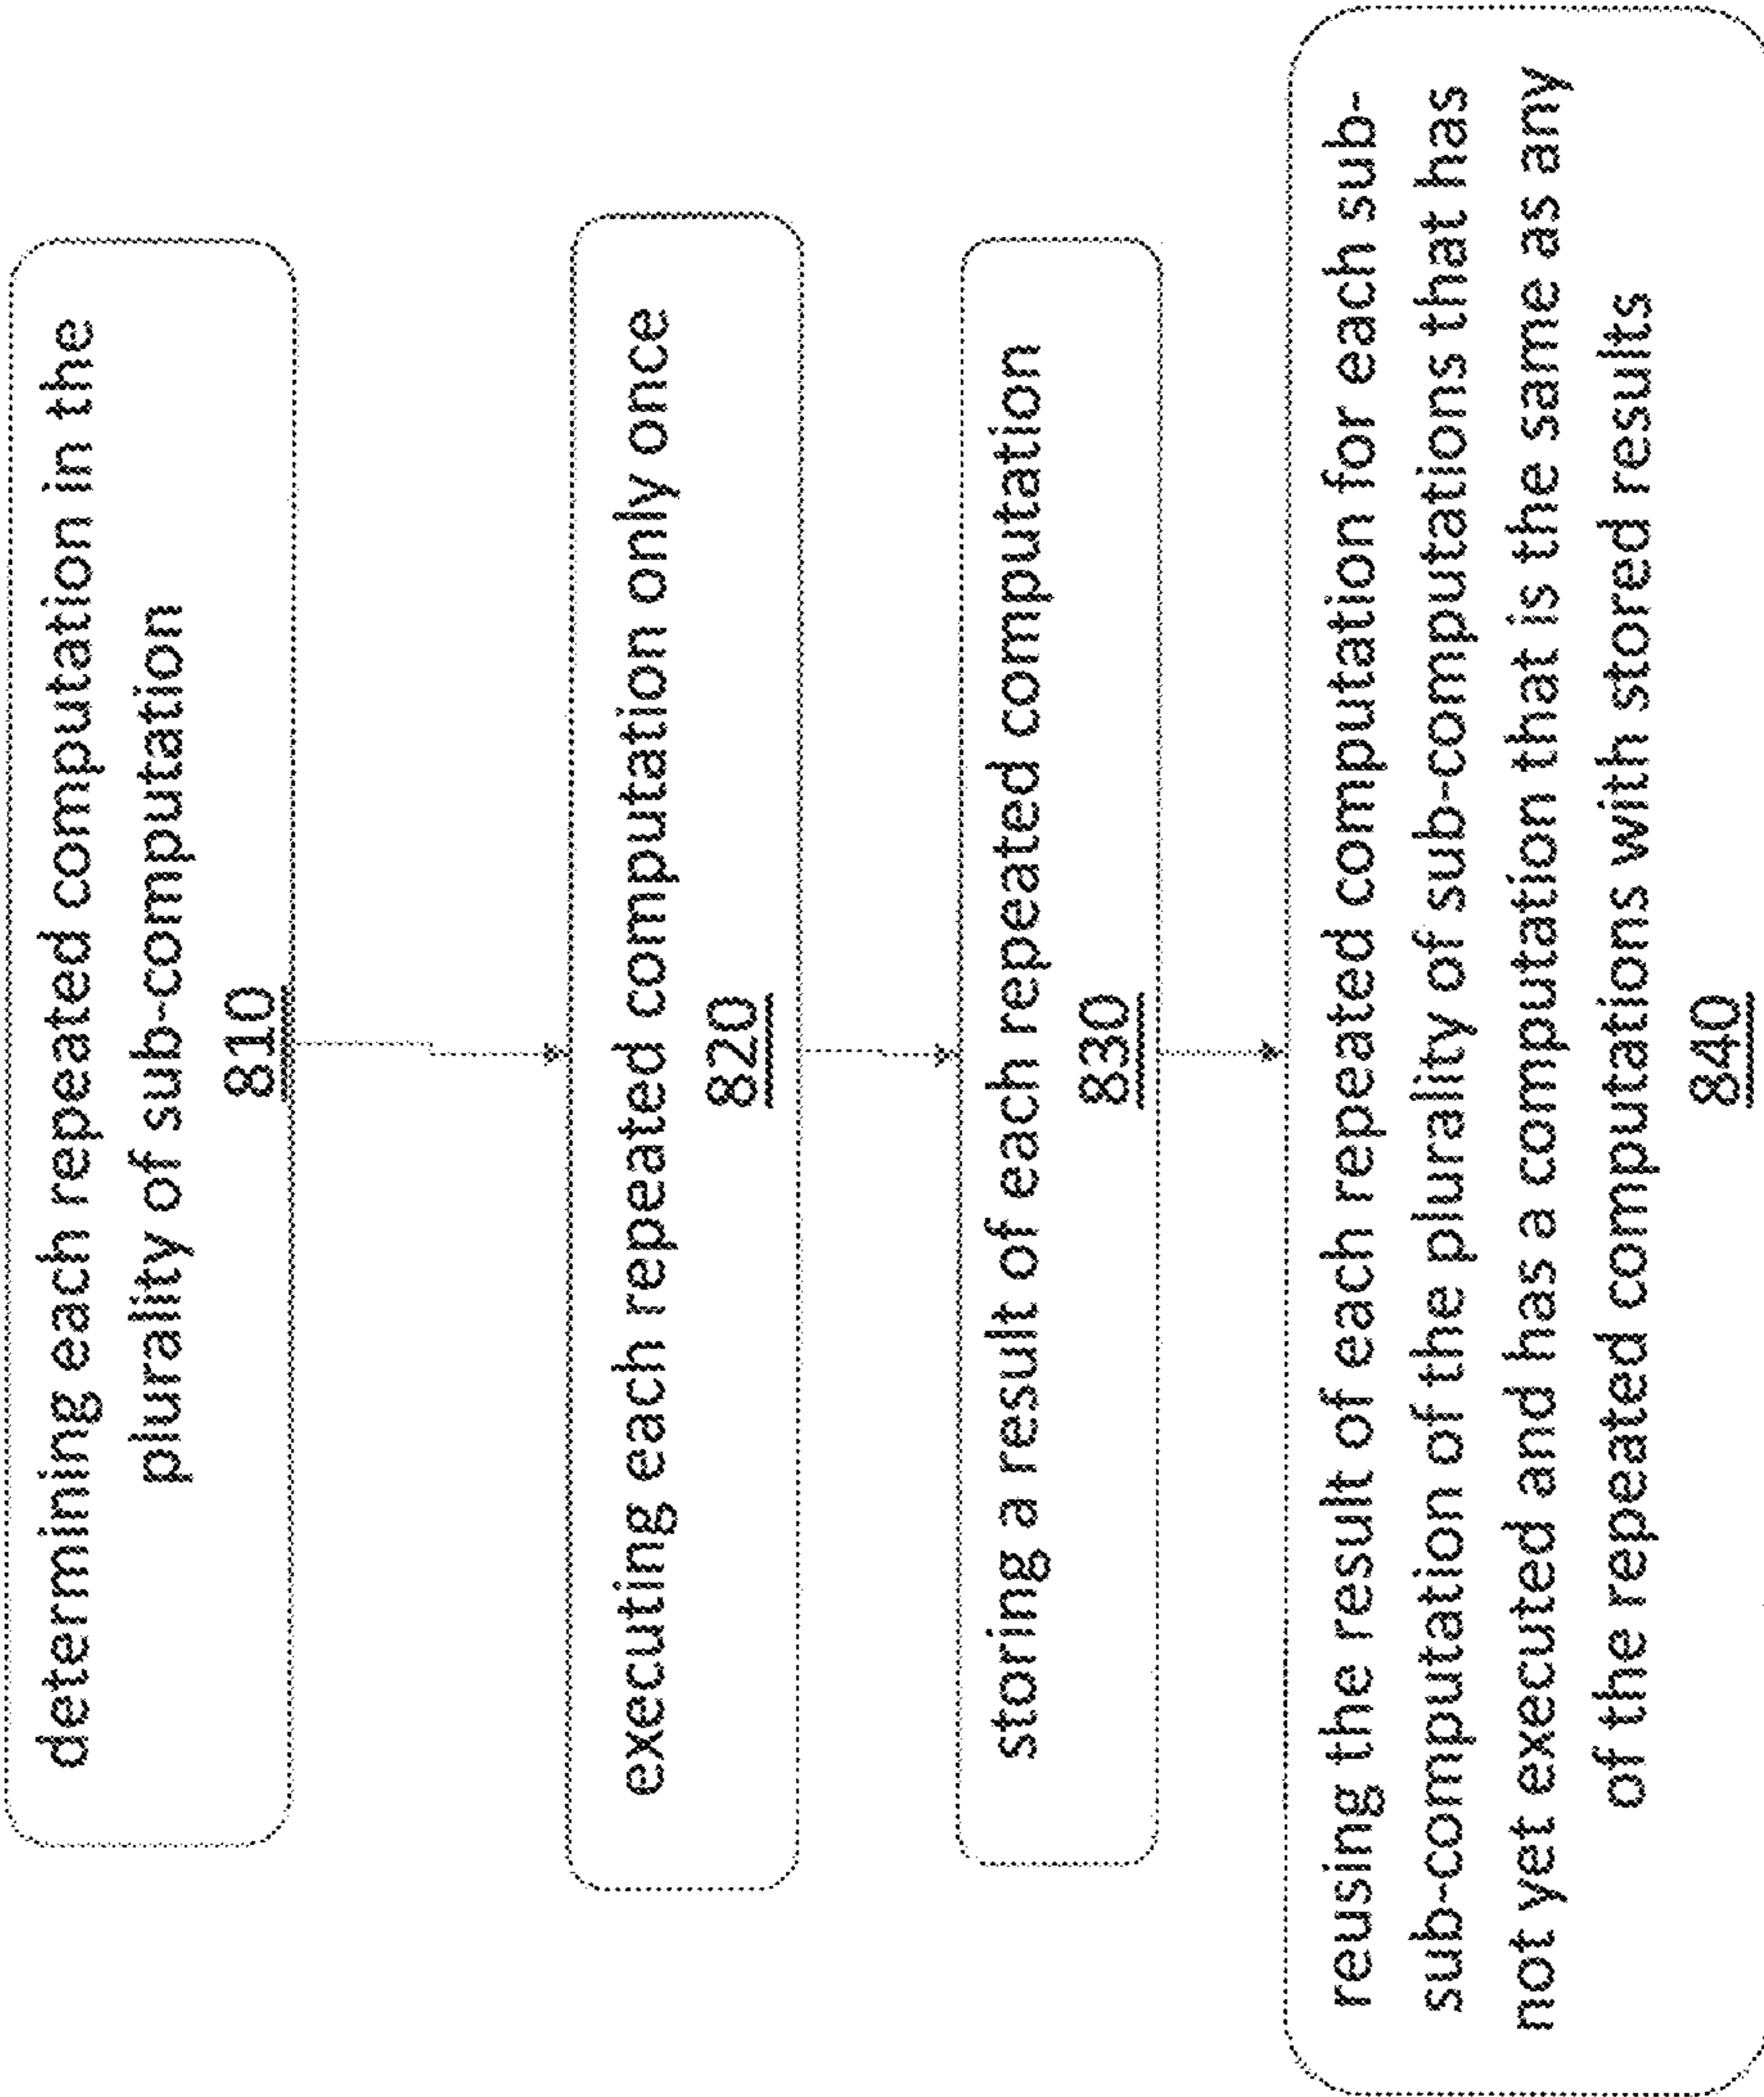 determining each repeated computation in the
plurality of sub-computation
810
executing each repeated computation only once
820
storing a result of each repeated computation
830
reusing the result of each repeated computation for each sub-
sub-computation of the plurality of sub-computations that has
not yet executed and has a computation that is the same as any
of the repeated computations with stored results
840